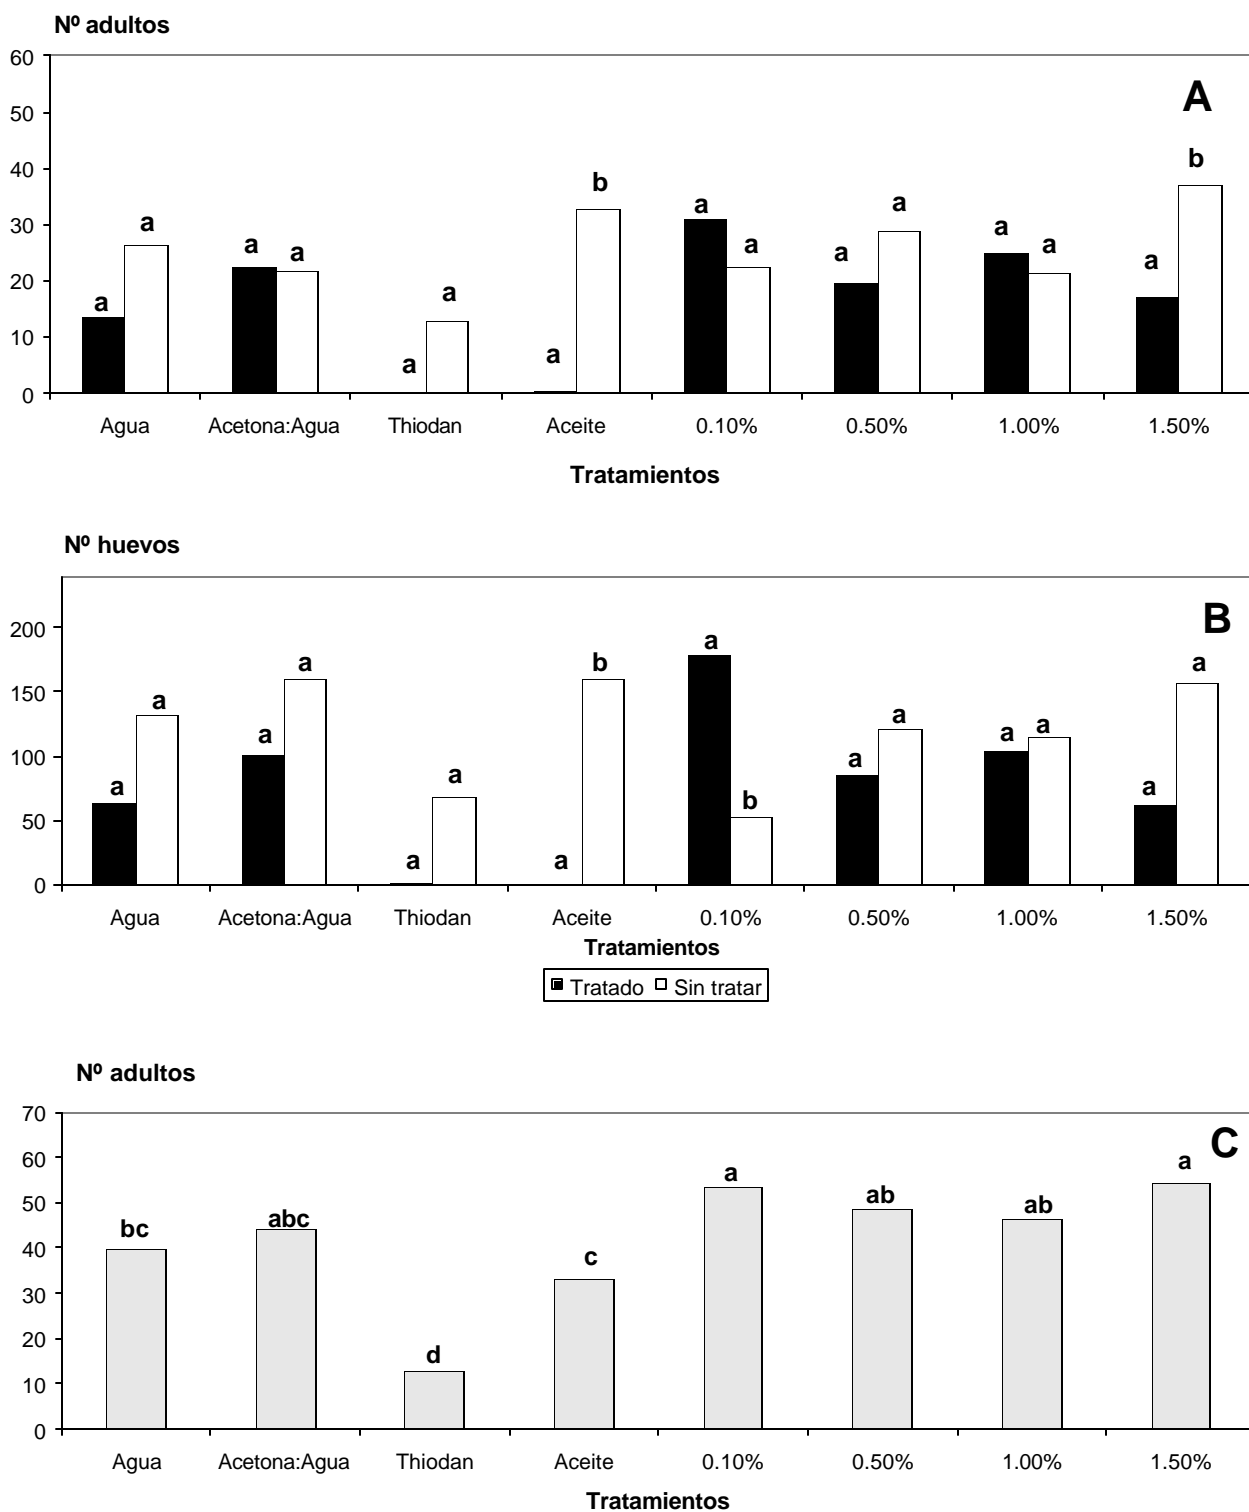 Nº adultos
60
A
50
40
b
b
30
a
a
a
a
a
a
a
a
20
a
a
a
10
a
a
0
Agua Acetona:Agua Thiodan Aceite 0.10% 0.50% 1.00% 1.50%
Tratamientos
Nº huevos
B
200
a
a
b
a
150
a
a
a
a
a
100
b
a
a
a
a
50
a
a
0
Agua Acetona:Agua Thiodan Aceite 0.10% 0.50% 1.00% 1.50%
Tratamientos
Tratado Sin tratar
Nº adultos
70
C
60
a
a
50
ab
ab
abc
bc
40
c
30
20
d
10
0
Agua Acetona:Agua Thiodan Aceite 0.10% 0.50% 1.00% 1.50%
Tratamientos